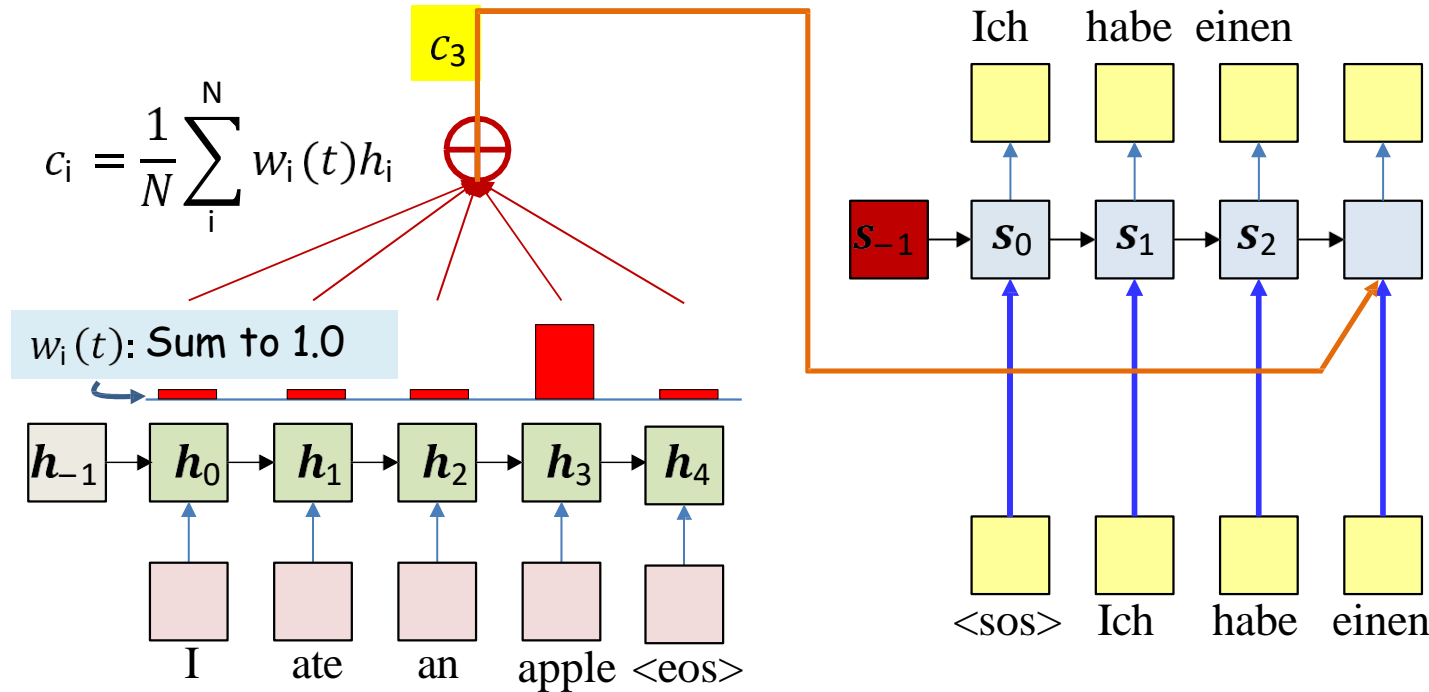 Ich habe einen
c₃
cᵢ = 1/N ∑ᵢᴺ wᵢ(t)hᵢ
s₋₁ s₀ s₁ s₂
wᵢ(t): Sum to 1.0
h₋₁ h₀ h₁ h₂ h₃ h₄
I ate an apple <eos>
<sos> Ich habe einen